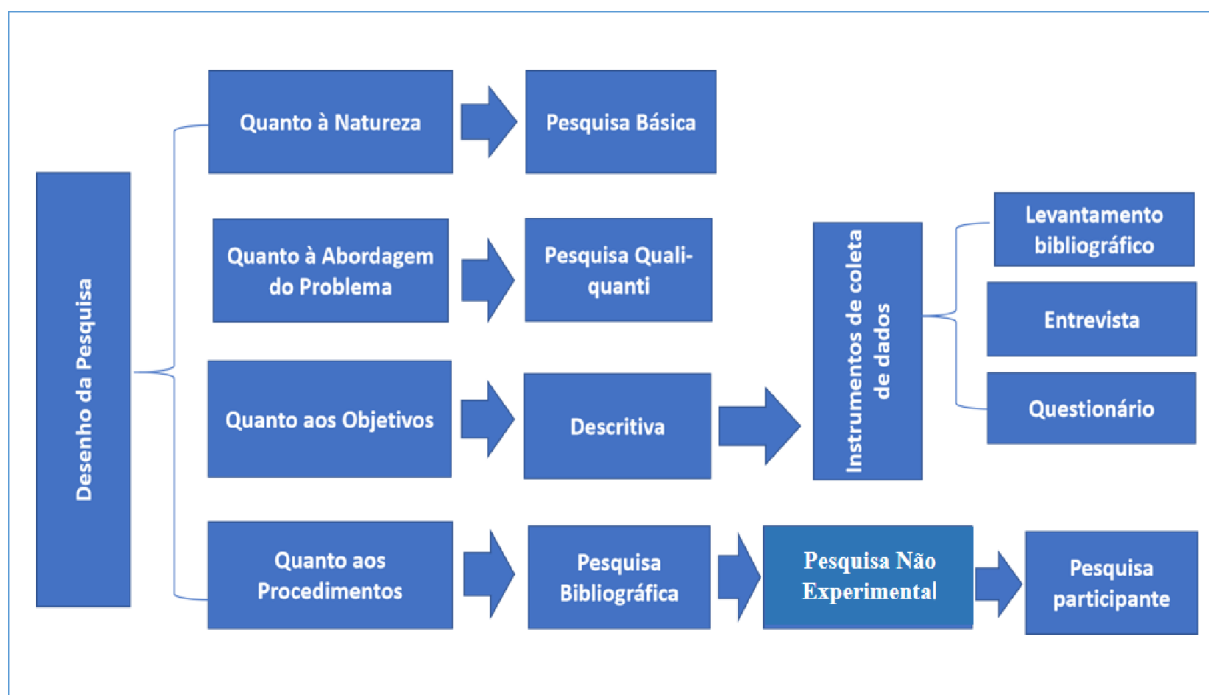 Desenho da Pesquisa
Quanto à Natureza
Pesquisa Básica
Quanto à Abordagem
do Problema
Pesquisa Quali-
quanti
Quanto aos Objetivos
Descritiva
Instrumentos de coleta
de dados
Levantamento
bibliográfico
Entrevista
Questionário
Quanto aos
Procedimentos
Pesquisa
Bibliográfica
Pesquisa Não
Experimental
Pesquisa
participante